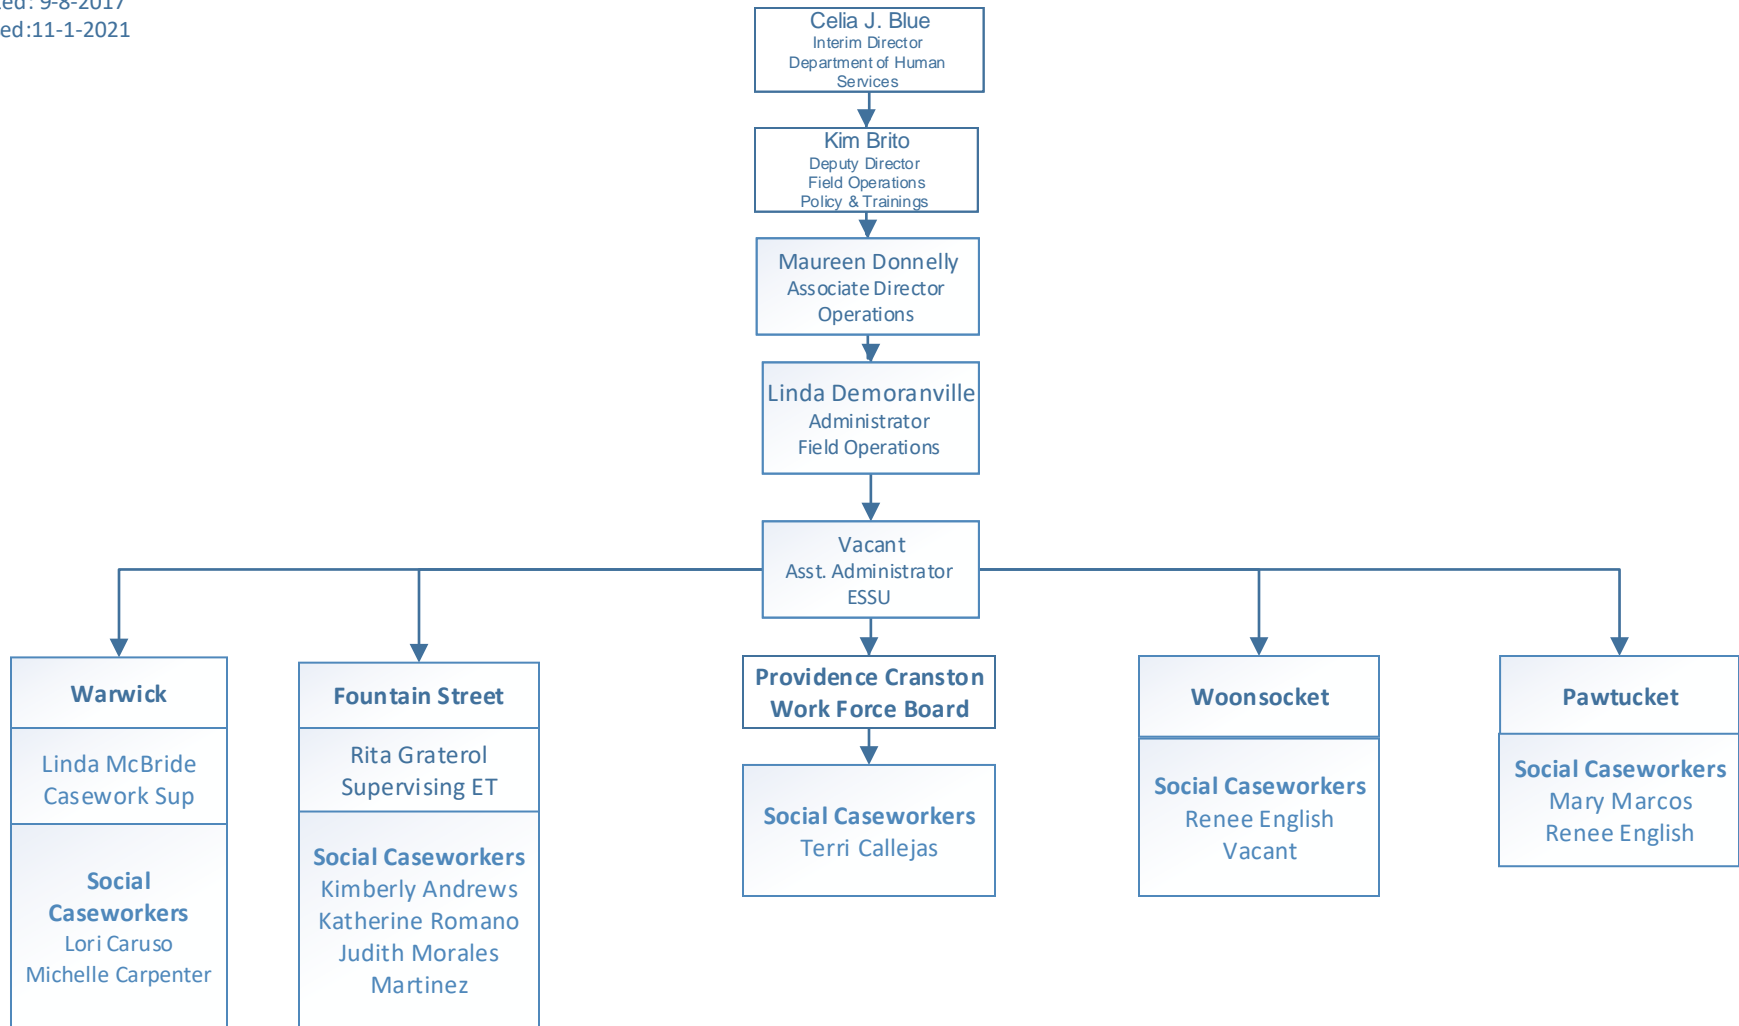 9-8-2017
11-1-2021
Celia J. Blue
Interim Director
Department of Human
Services
Kim Brito
Deputy Director
Field Operations
Policy & Trainings
Maureen Donnelly
Associate Director
Operations
Linda Demoranville
Administrator
Field Operations
Vacant
Asst. Administrator
ESSU
Warwick
Linda McBride
Casework Sup
Social
Caseworkers
Lori Caruso
Michelle Carpenter
Fountain Street
Rita Graterol
Supervising ET
Social Caseworkers
Kimberly Andrews
Katherine Romano
Judith Morales
Martinez
Providence Cranston
Work Force Board
Social Caseworkers
Terri Callejas
Woonsocket
Social Caseworkers
Renee English
Vacant
Pawtucket
Social Caseworkers
Mary Marcos
Renee English